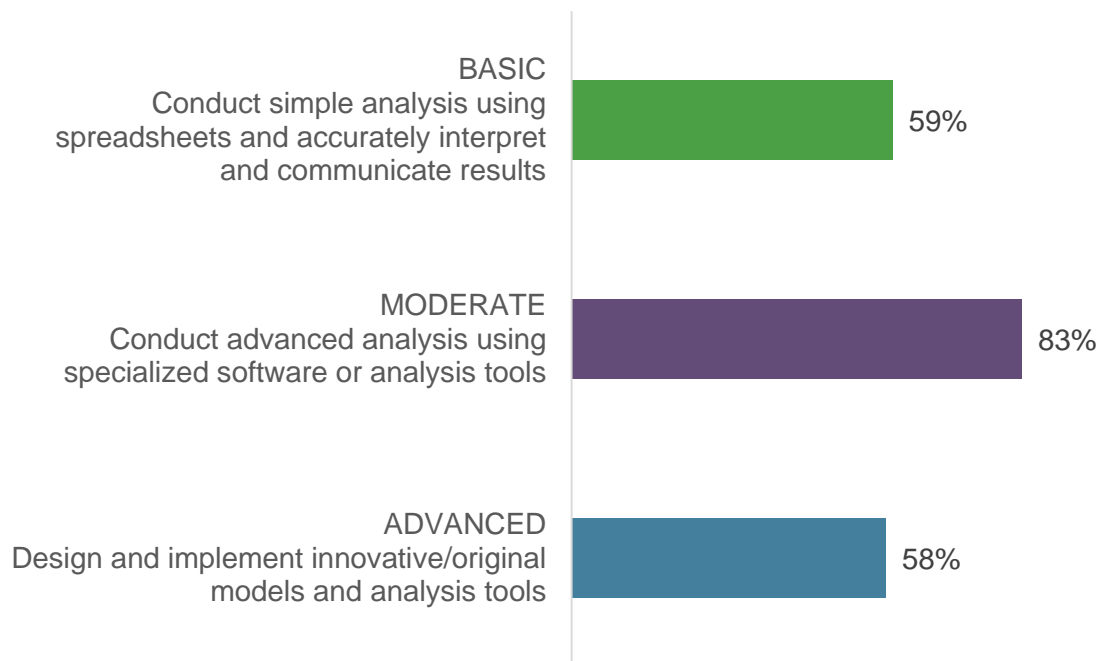 BASIC
Conduct simple analysis using
spreadsheets and accurately interpret
and communicate results
59%
MODERATE
Conduct advanced analysis using
specialized software or analysis tools
83%
ADVANCED
Design and implement innovative/original
models and analysis tools
58%